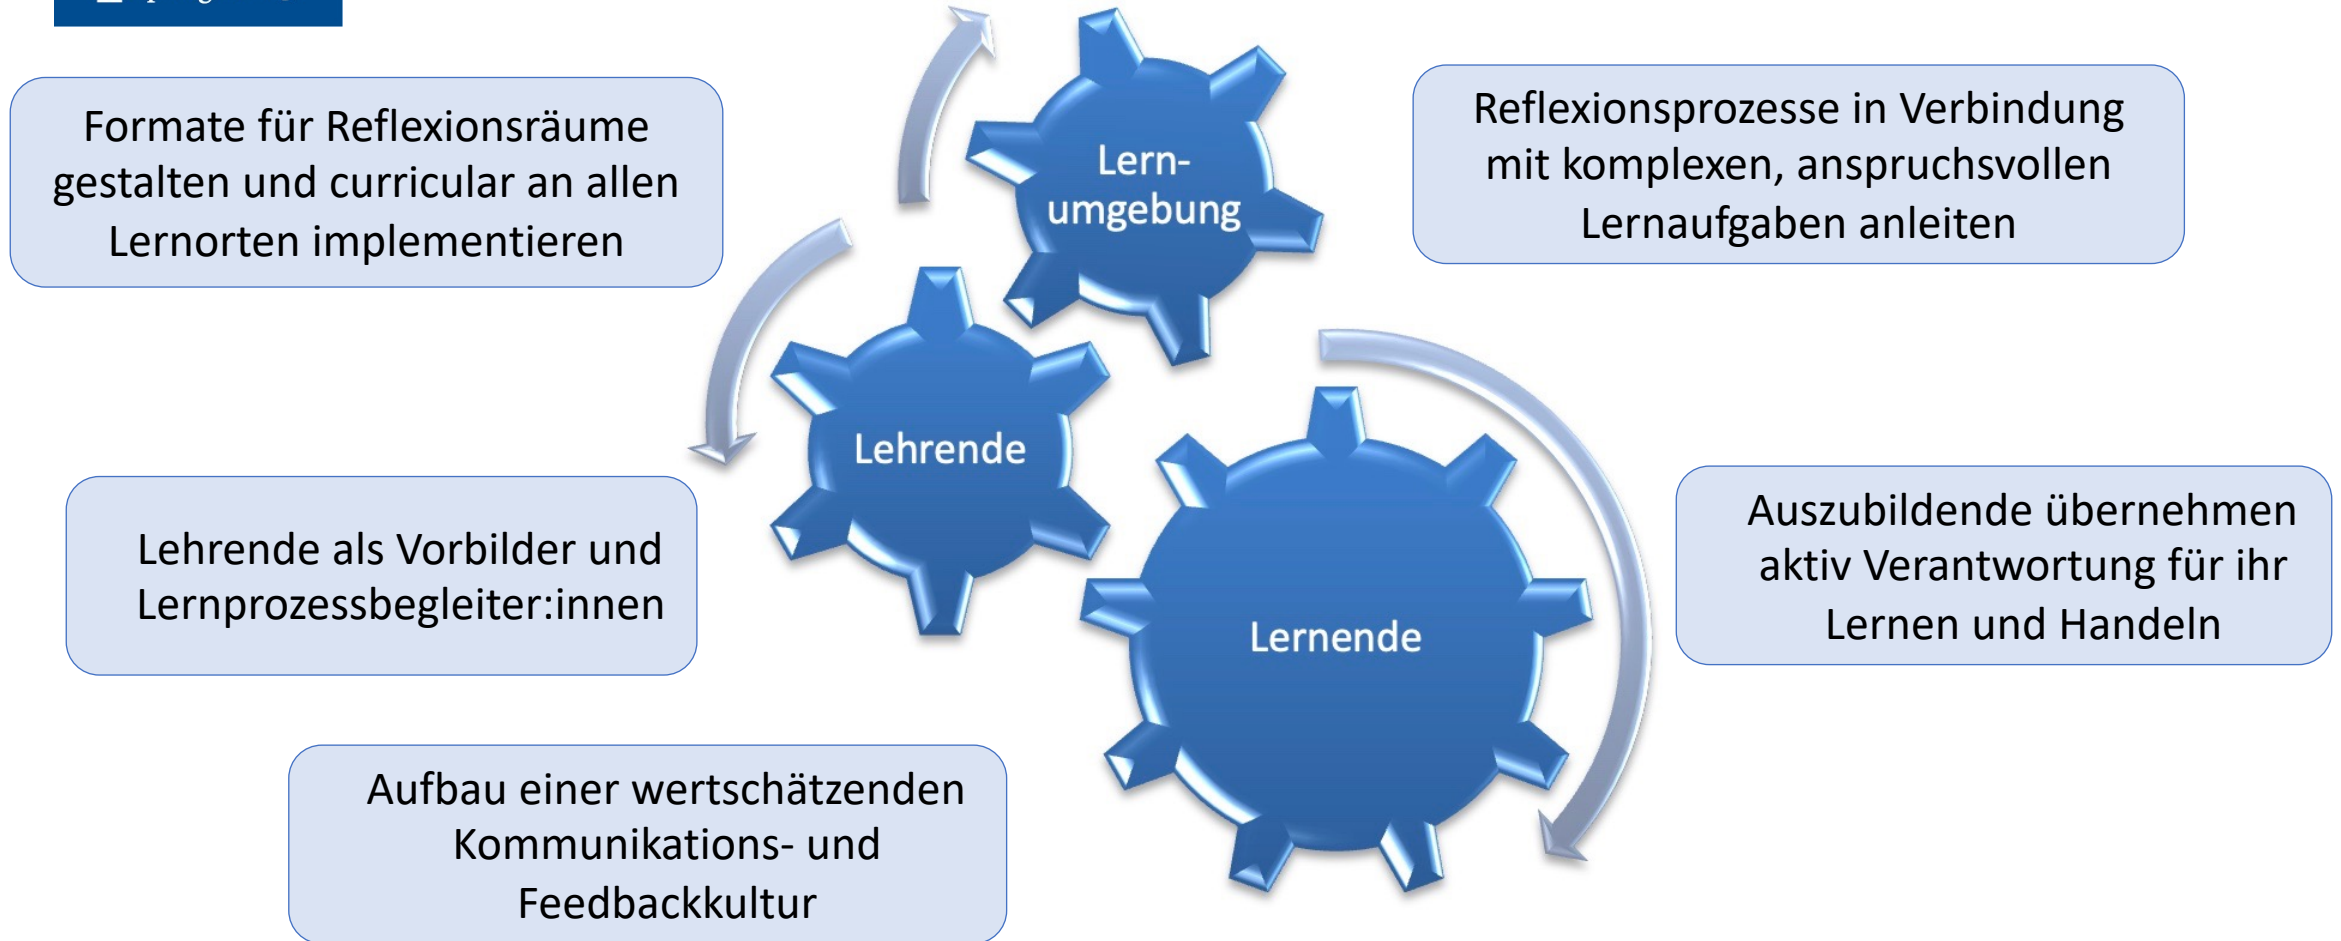 Formate für Reflexionsräume
gestalten und curricular an allen
Lernorten implementieren
Lern-
umgebung
Reflexionsprozesse in Verbindung
mit komplexen, anspruchsvollen
Lernaufgaben anleiten
Lehrende
Lehrende als Vorbilder und
Lernprozessbegleiter:innen
Lernende
Auszubildende übernehmen
aktiv Verantwortung für ihr
Lernen und Handeln
Aufbau einer wertschätzenden
Kommunikations- und
Feedbackkultur